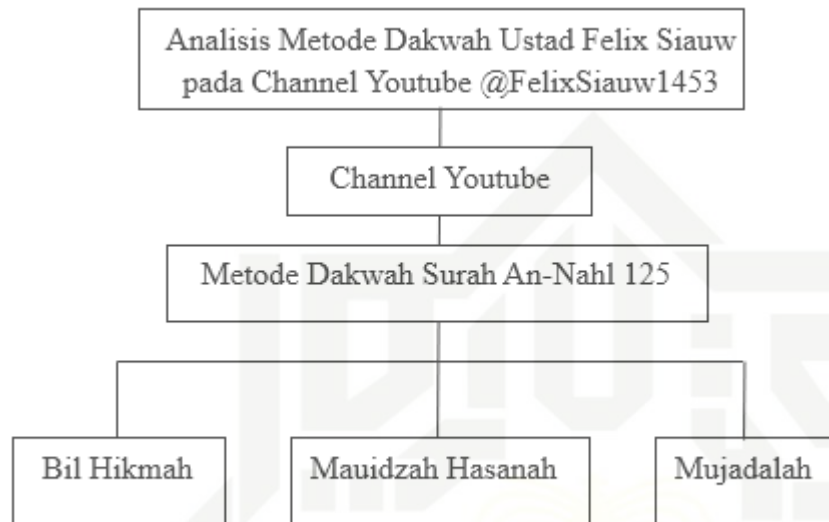 Analisis Metode Dakwah Ustad Felix Siauw
pada Channel Youtube @FelixSiauw1453
Channel Youtube
Metode Dakwah Surah An-Nahl 125
Bil Hikmah
Mauidzah Hasanah
Mujadalah